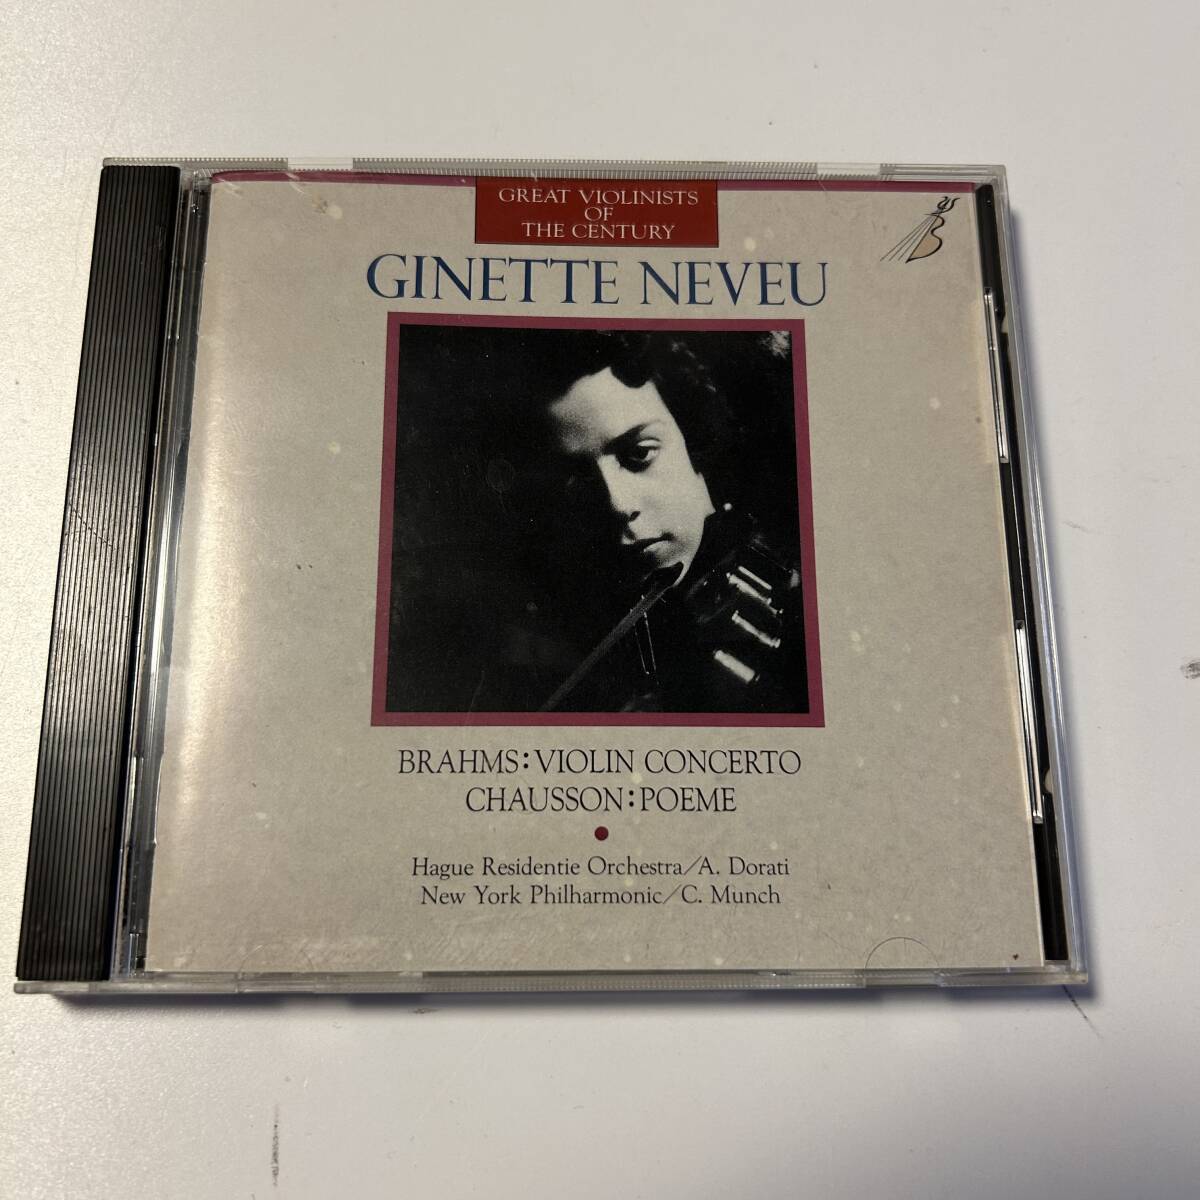 GREAT VIOLINISTS
OF
THE CENTURY
GINETTE NEVEU
BRAHMS:VIOLIN CONCERTO
CHAUSSON:POEME
Hague Residentie Orchestra/A. Dorati
New York Philharmonic/C. Munch